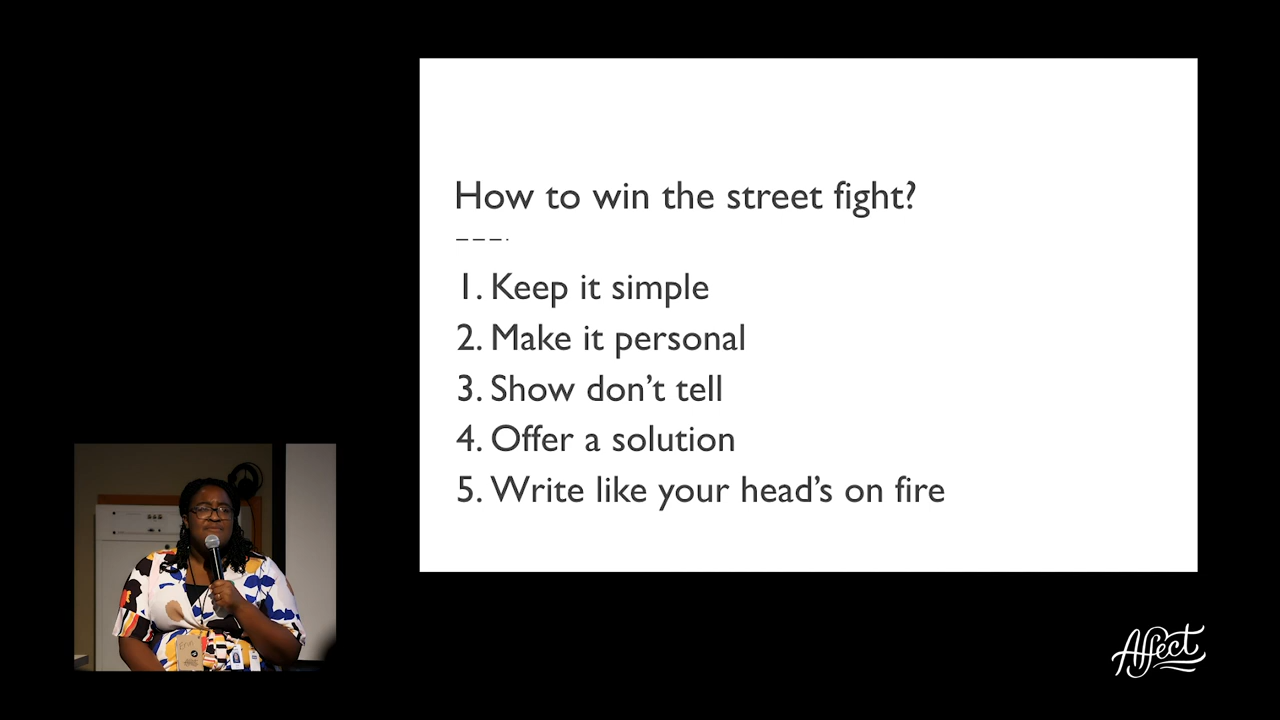 How to win the street fight?
1. Keep it simple
2. Make it personal
3. Show don't tell
4. Offer a solution
5. Write like your head's on fire
Affect